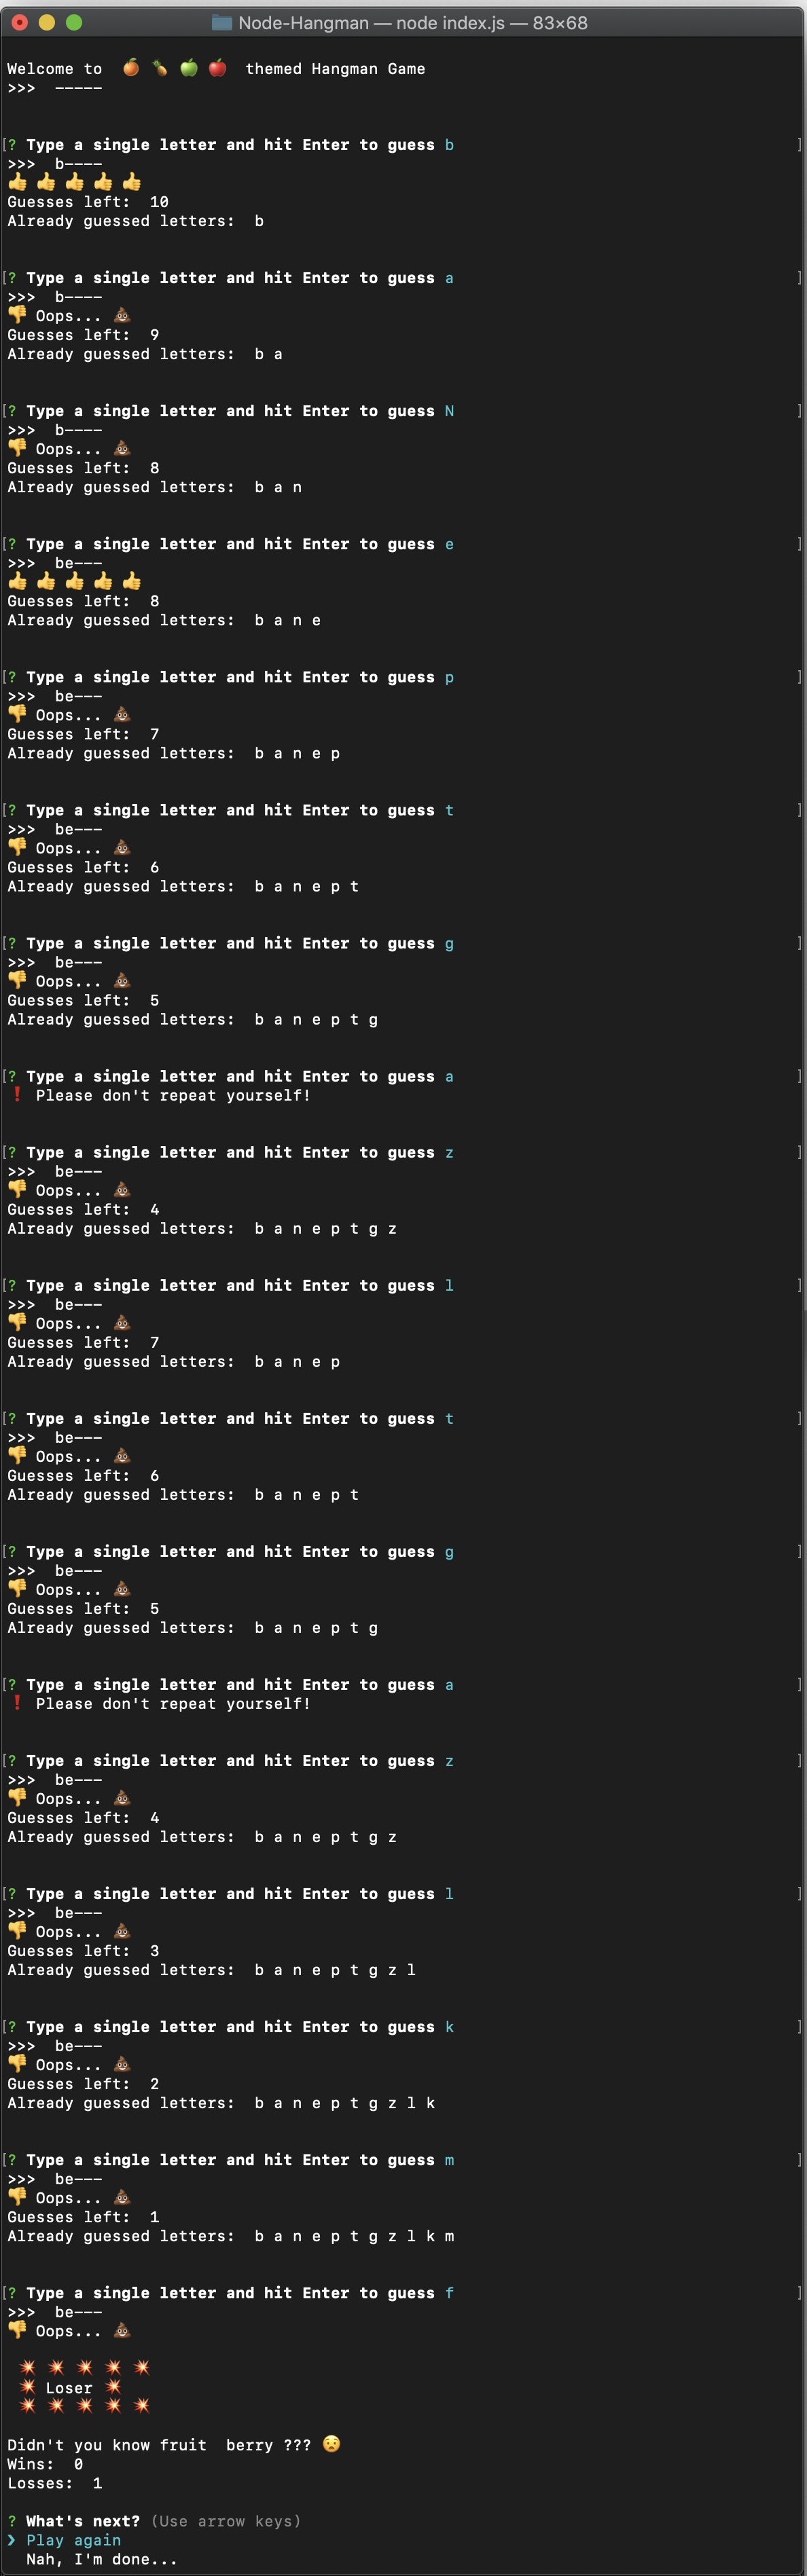 Node-Hangman — node index.js — 83×68
Welcome to 🍊 🍍 🍏 🍎 themed Hangman Game
>>> -----
[? Type a single letter and hit Enter to guess b ]
>>> b----
👍 👍 👍 👍 👍
Guesses left: 10
Already guessed letters: b
[? Type a single letter and hit Enter to guess a ]
>>> b----
👎 Oops... 💩
Guesses left: 9
Already guessed letters: b a
[? Type a single letter and hit Enter to guess N ]
>>> b----
👎 Oops... 💩
Guesses left: 8
Already guessed letters: b a n
[? Type a single letter and hit Enter to guess e ]
>>> be---
👍 👍 👍 👍 👍
Guesses left: 8
Already guessed letters: b a n e
[? Type a single letter and hit Enter to guess p ]
>>> be---
👎 Oops... 💩
Guesses left: 7
Already guessed letters: b a n e p
[? Type a single letter and hit Enter to guess t ]
>>> be---
👎 Oops... 💩
Guesses left: 6
Already guessed letters: b a n e p t
[? Type a single letter and hit Enter to guess g ]
>>> be---
👎 Oops... 💩
Guesses left: 5
Already guessed letters: b a n e p t g
[? Type a single letter and hit Enter to guess a ]
❗ Please don't repeat yourself!
[? Type a single letter and hit Enter to guess z ]
>>> be---
👎 Oops... 💩
Guesses left: 4
Already guessed letters: b a n e p t g z
[? Type a single letter and hit Enter to guess l ]
>>> be---
👎 Oops... 💩
Guesses left: 7
Already guessed letters: b a n e p
[? Type a single letter and hit Enter to guess t ]
>>> be---
👎 Oops... 💩
Guesses left: 6
Already guessed letters: b a n e p t
[? Type a single letter and hit Enter to guess g ]
>>> be---
👎 Oops... 💩
Guesses left: 5
Already guessed letters: b a n e p t g
[? Type a single letter and hit Enter to guess a ]
❗ Please don't repeat yourself!
[? Type a single letter and hit Enter to guess z ]
>>> be---
👎 Oops... 💩
Guesses left: 4
Already guessed letters: b a n e p t g z
[? Type a single letter and hit Enter to guess l ]
>>> be---
👎 Oops... 💩
Guesses left: 3
Already guessed letters: b a n e p t g z l
[? Type a single letter and hit Enter to guess k ]
>>> be---
👎 Oops... 💩
Guesses left: 2
Already guessed letters: b a n e p t g z l k
[? Type a single letter and hit Enter to guess m ]
>>> be---
👎 Oops... 💩
Guesses left: 1
Already guessed letters: b a n e p t g z l k m
[? Type a single letter and hit Enter to guess f ]
>>> be---
👎 Oops... 💩
💥 💥 💥 💥 💥
💥 Loser 💥
💥 💥 💥 💥 💥
Didn't you know fruit berry ??? 😧
Wins: 0
Losses: 1
? What's next? (Use arrow keys)
❯ Play again
Nah, I'm done...